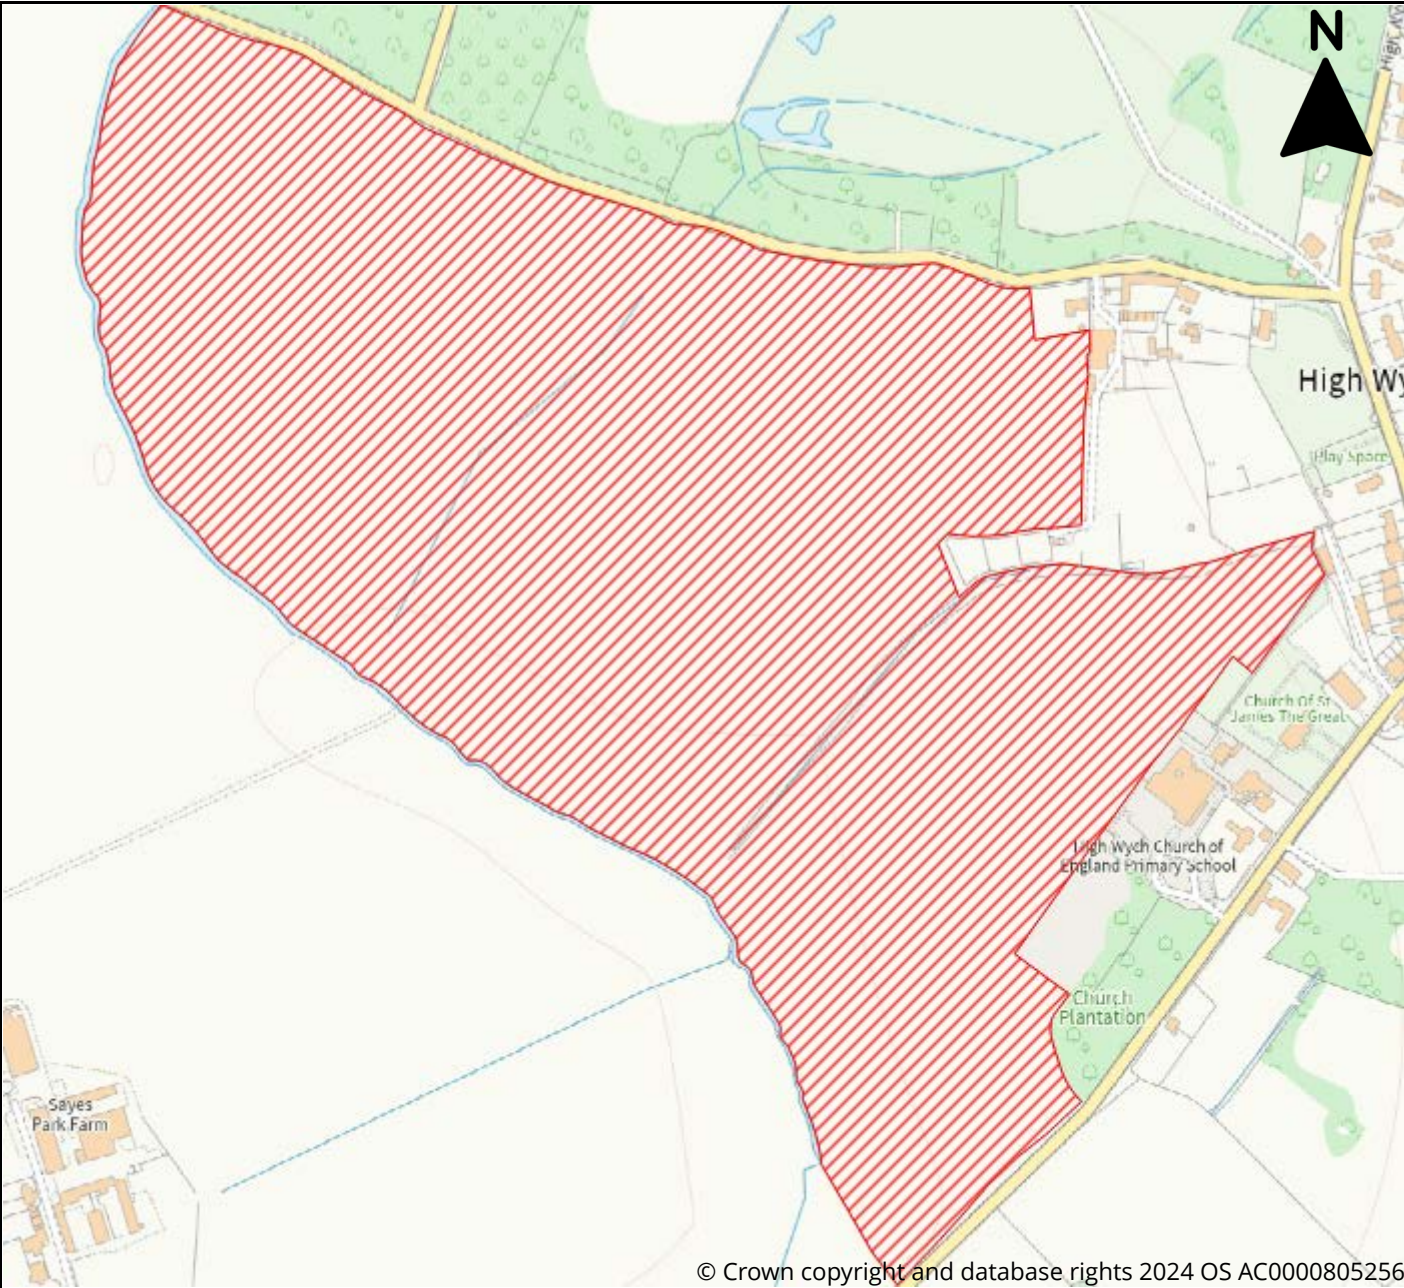 N
High W
High Wy
Play Space
Church Of St
James The Great
High Wych Church of
England Primary School
Church
Plantation
Sayes
Park Farm
© Crown copyright and database rights 2024 OS AC0000805256